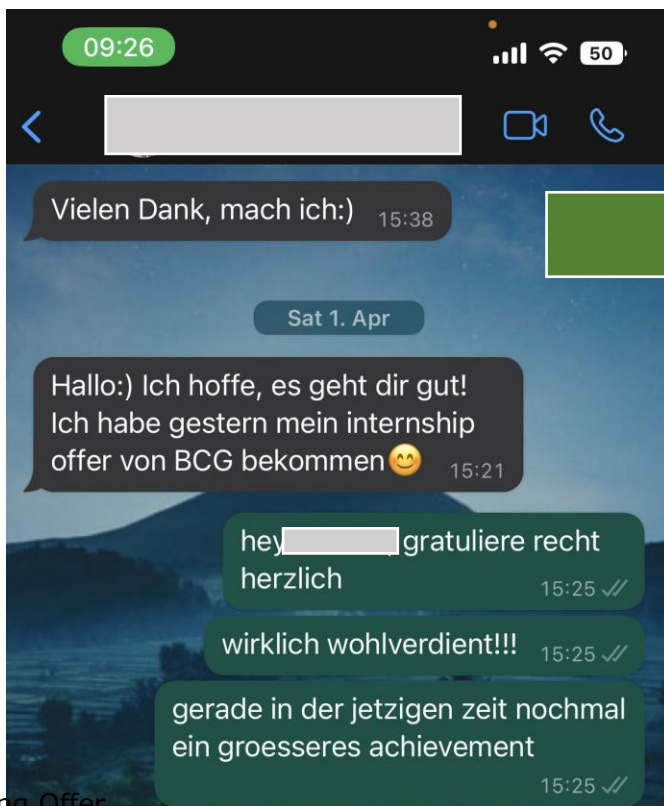 09:26
50
Vielen Dank, mach ich:) 15:38
Sat 1. Apr
Hallo:) Ich hoffe, es geht dir gut!
Ich habe gestern mein internship
offer von BCG bekommen😊 15:21
hey gratuliere recht
herzlich 15:25
wirklich wohlverdient!!! 15:25
gerade in der jetzigen zeit nochmal
ein groesseres achievement
15:25
Offer